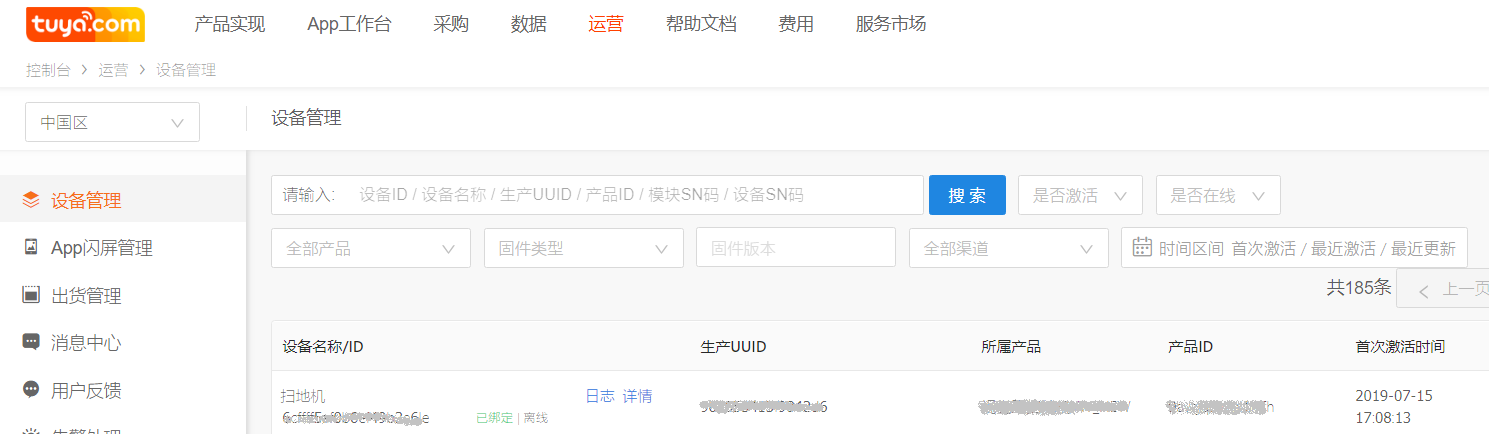 tuya.com 产品实现 App工作台 采购 数据 运营 帮助文档 费用 服务市场
控制台 > 运营 > 设备管理
中国区 设备管理
设备管理
App闪屏管理
出货管理
消息中心
用户反馈
请输入: 设备ID / 设备名称 / 生产UUID / 产品ID / 模块SN码 / 设备SN码 搜 索 是否激活 是否在线
全部产品 固件类型 固件版本 全部渠道 时间区间 首次激活 / 最近激活 / 最近更新
共185条 上一页
设备名称/ID 生产UUID 所属产品 产品ID 首次激活时间
扫地机 日志 详情 2019-07-15
已绑定 | 离线 17:08:13